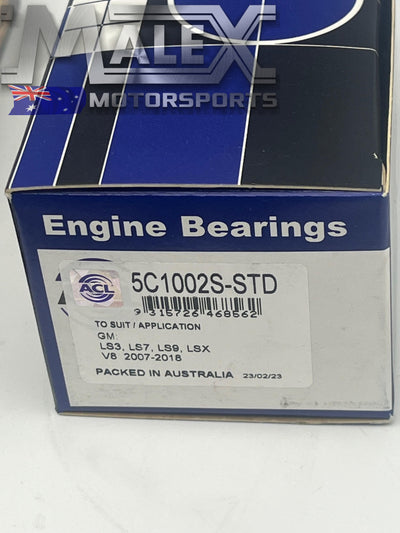 MALEX
MOTORSPORTS
Engine Bearings
ACL
5C1002S-STD
9 315726 468562
TO SUIT / APPLICATION
GM:
LS3, LS7, LS9, LSX
V8 2007-2018
PACKED IN AUSTRALIA 23/02/23